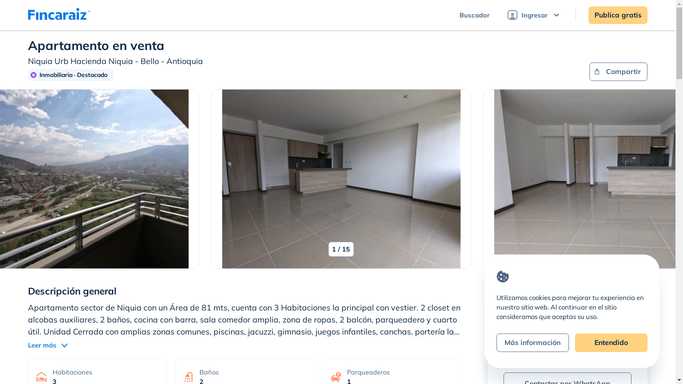 Fincaraiz
Buscador
Ingresar
Publica gratis
Apartamento en venta
Niquia Urb Hacienda Niquia - Bello - Antioquia
Inmobiliaria · Destacado
Compartir
1 / 15
Descripción general
Apartamento sector de Niquia con un Área de 81 mts, cuenta con 3 Habitaciones la principal con vestier. 2 closet en
alcobas auxiliares. 2 baños, cocina con barra, sala comedor amplia, zona de ropas, 2 balcón, parqueadero y cuarto
útil. Unidad Cerrada con amplias zonas comunes, piscinas, jacuzzi, gimnasio, juegos infantiles, canchas, portería la...
Leer más
Habitaciones
3
Baños
2
Parqueaderos
1
Utilizamos cookies para mejorar tu experiencia en
nuestro sitio web. Al continuar en el sitio
consideramos que aceptas su uso.
Más información
Entendido
Contactar por WhatsApp